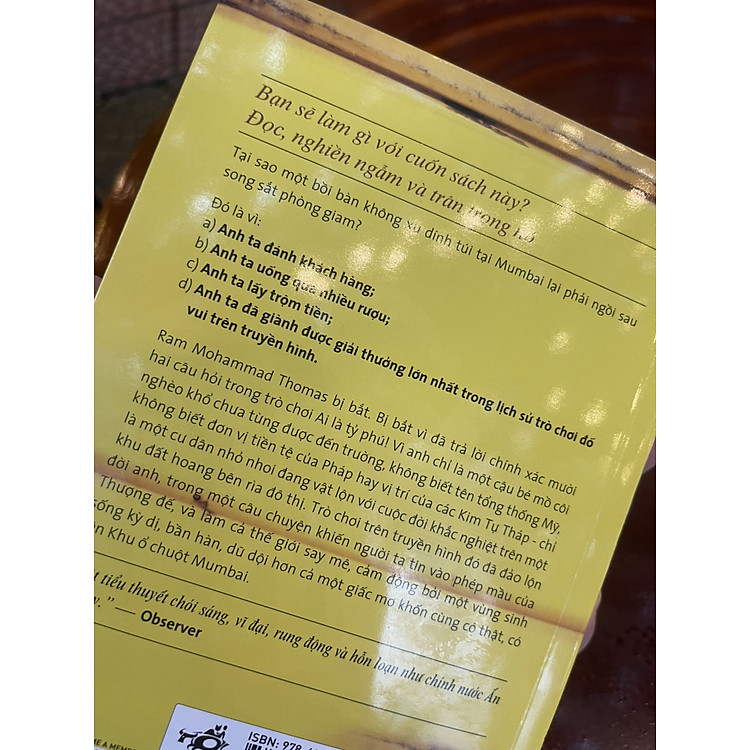 Bạn sẽ làm gì với cuốn sách này?
Đọc, nghiền ngẫm và trân trọng nó
Tại sao một bồi bàn không xu dính túi tại Mumbai lại phải ngồi sau
song sắt phòng giam?
Đó là vì:
a) Anh ta đánh khách hàng;
b) Anh ta uống quá nhiều rượu;
c) Anh ta lấy trộm tiền;
d) Anh ta đã giành được giải thưởng lớn nhất trong lịch sử trò chơi đố
vui trên truyền hình.
Ram Mohammad Thomas bị bắt. Bị bắt vì đã trả lời chính xác mười
hai câu hỏi trong trò chơi Ai là tỷ phú! Vì anh chỉ là một cậu bé mồ côi
nghèo khổ chưa từng được đến trường, không biết tên tổng thống Mỹ,
không biết đơn vị tiền tệ của Pháp hay vị trí của các Kim Tự Tháp - chỉ
là một cư dân nhỏ nhoi đang vật lộn với cuộc đời khắc nghiệt trên một
khu đất hoang bên rìa đô thị. Trò chơi trên truyền hình đó đã đảo lộn
đời anh, trong một câu chuyện khiến người ta tin vào phép màu của
Thượng đế, và làm cả thế giới say mê, cảm động bởi một vùng sinh
sống kỳ dị, bần hàn, dữ dội hơn cả một giấc mơ khốn cùng có thật, có
Khu ổ chuột Mumbai.
tiểu thuyết chói sáng, vĩ đại, rung động và hỗn loạn như chính nước Ấn
." — Observer
ISBN: 978